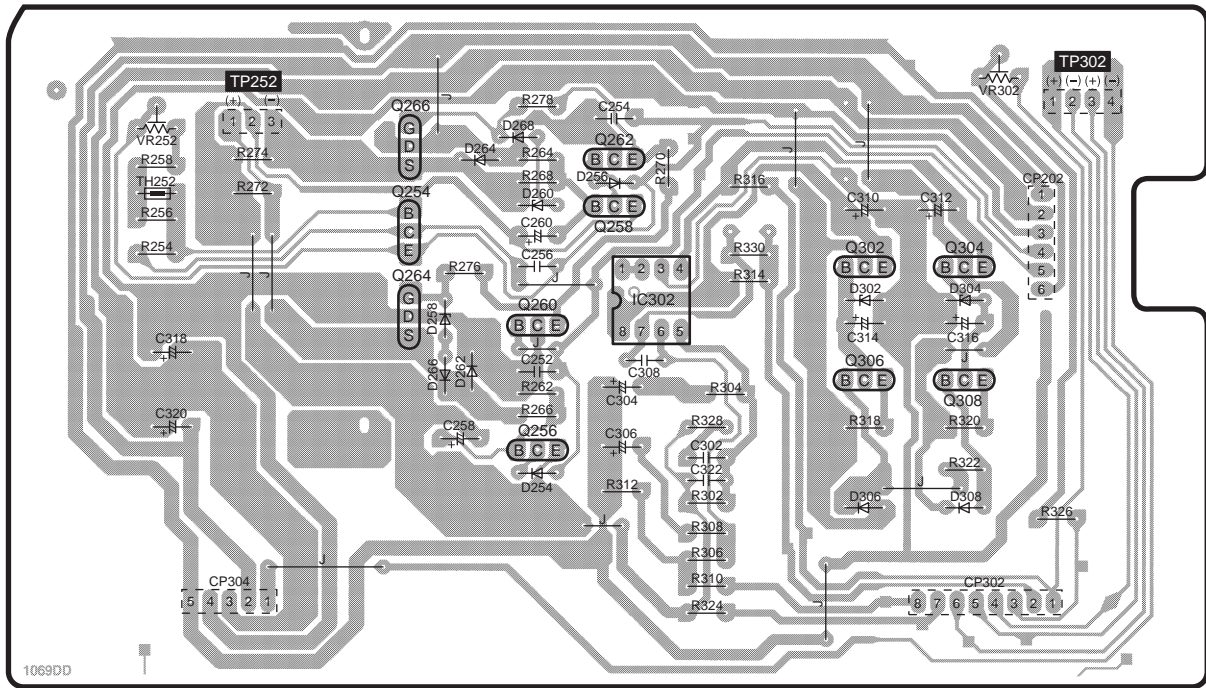 TP252
(+) (-)
1 2 3
TP302
(+) (-) (+) (-)
1 2 3 4
VR302
VR252
R258
TH252
R256
R254
R274
R272
J J
Q266
G
D
S
J
Q254
B
C
E
Q264
G
D
S
R278
D268
D264
R264
R268
D260
C260
+
C256
J
C254
Q262
B C E
D256
B C E
Q258
R270
R316
J
J
C310
+
C312
+
CP202
1
2
3
4
5
6
R276
D258
D266
D262
Q260
B C E
J
C252
R262
R266
Q256
B C E
D254
C258
+
C318
+
C320
+
1 2 3 4
IC302
8 7 6 5
C308
C304
+
C306
+
R312
R304
R328
C302
C322
R302
R308
R306
R310
R324
R330
R314
Q302
B C E
D302
C314
+
Q306
B C E
R318
D306
Q304
B C E
D304
C316
+
J
B C E
Q308
R320
R322
J
D308
R326
J
J
J
CP304
5 4 3 2 1
CP302
8 7 6 5 4 3 2 1
1069DD